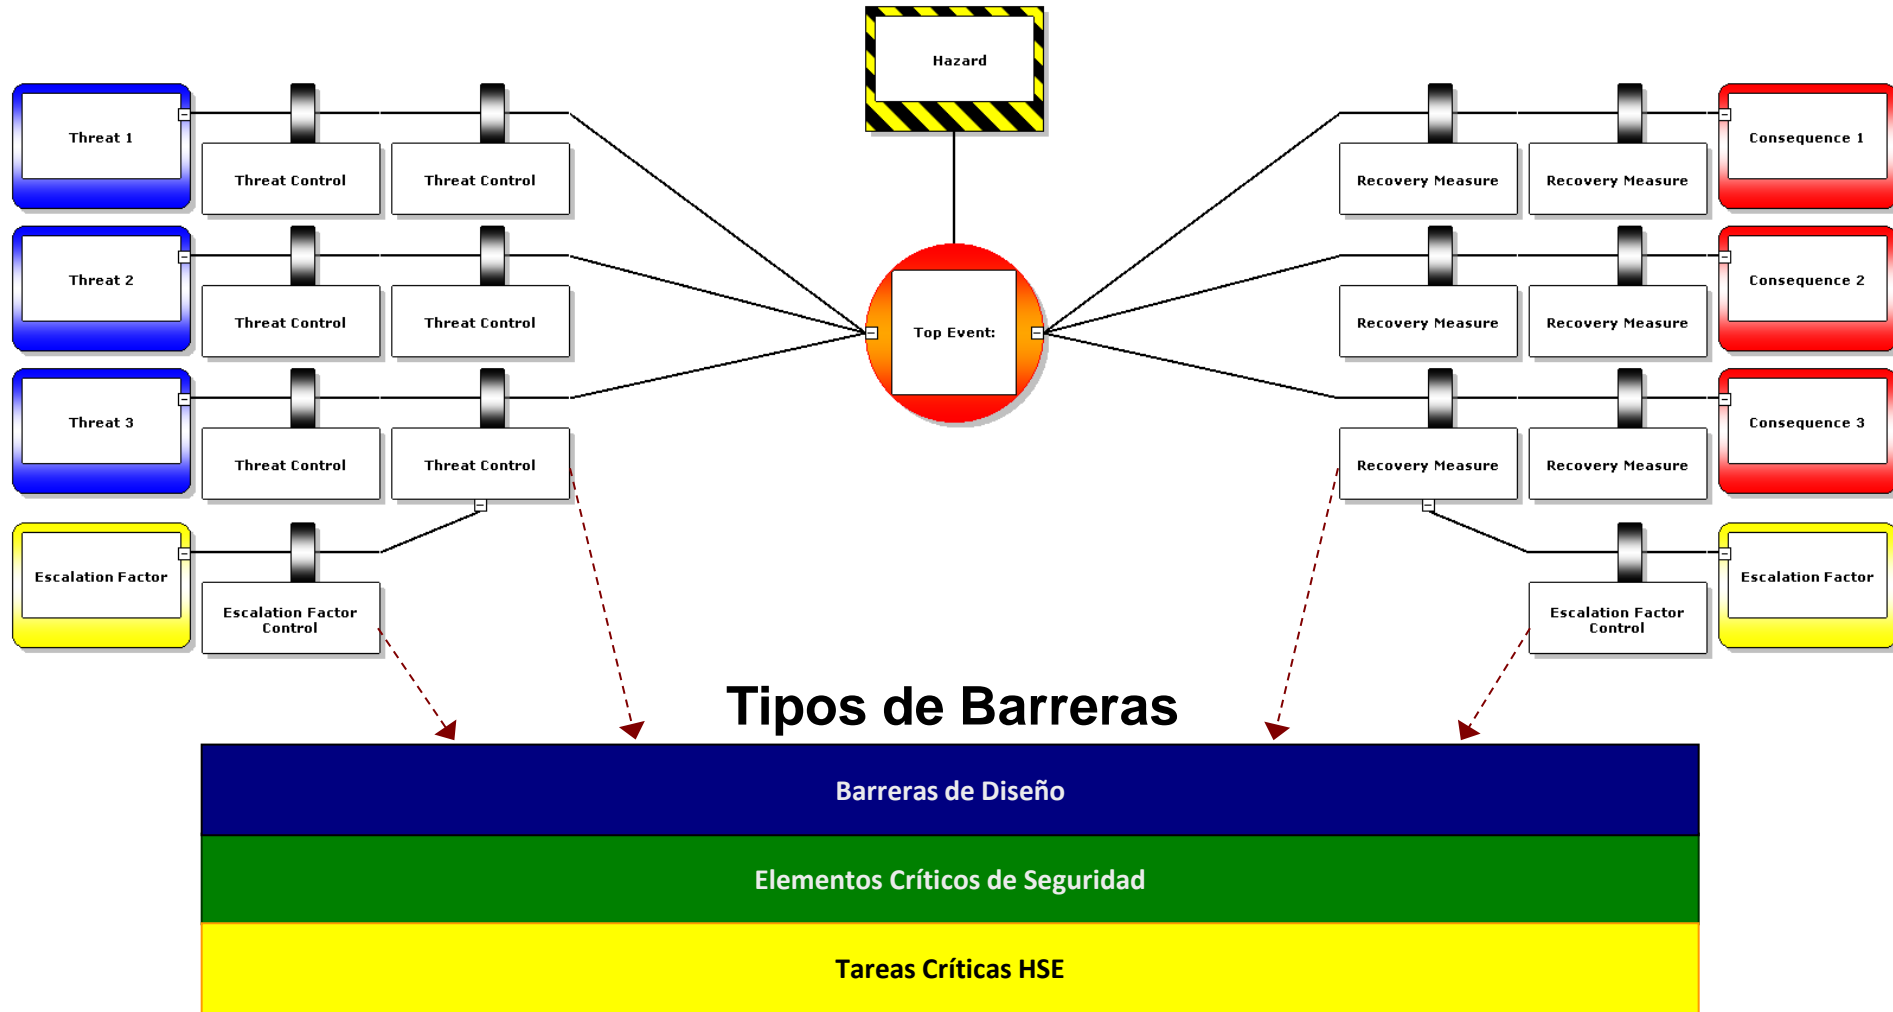 Hazard
Threat 1
Threat Control
Threat Control
Recovery Measure
Recovery Measure
Consequence 1
Threat 2
Threat Control
Threat Control
Top Event:
Recovery Measure
Recovery Measure
Consequence 2
Threat 3
Threat Control
Threat Control
Recovery Measure
Recovery Measure
Consequence 3
Escalation Factor
Escalation Factor
Control
Escalation Factor
Control
Escalation Factor
Tipos de Barreras
Barreras de Diseño
Elementos Críticos de Seguridad
Tareas Críticas HSE